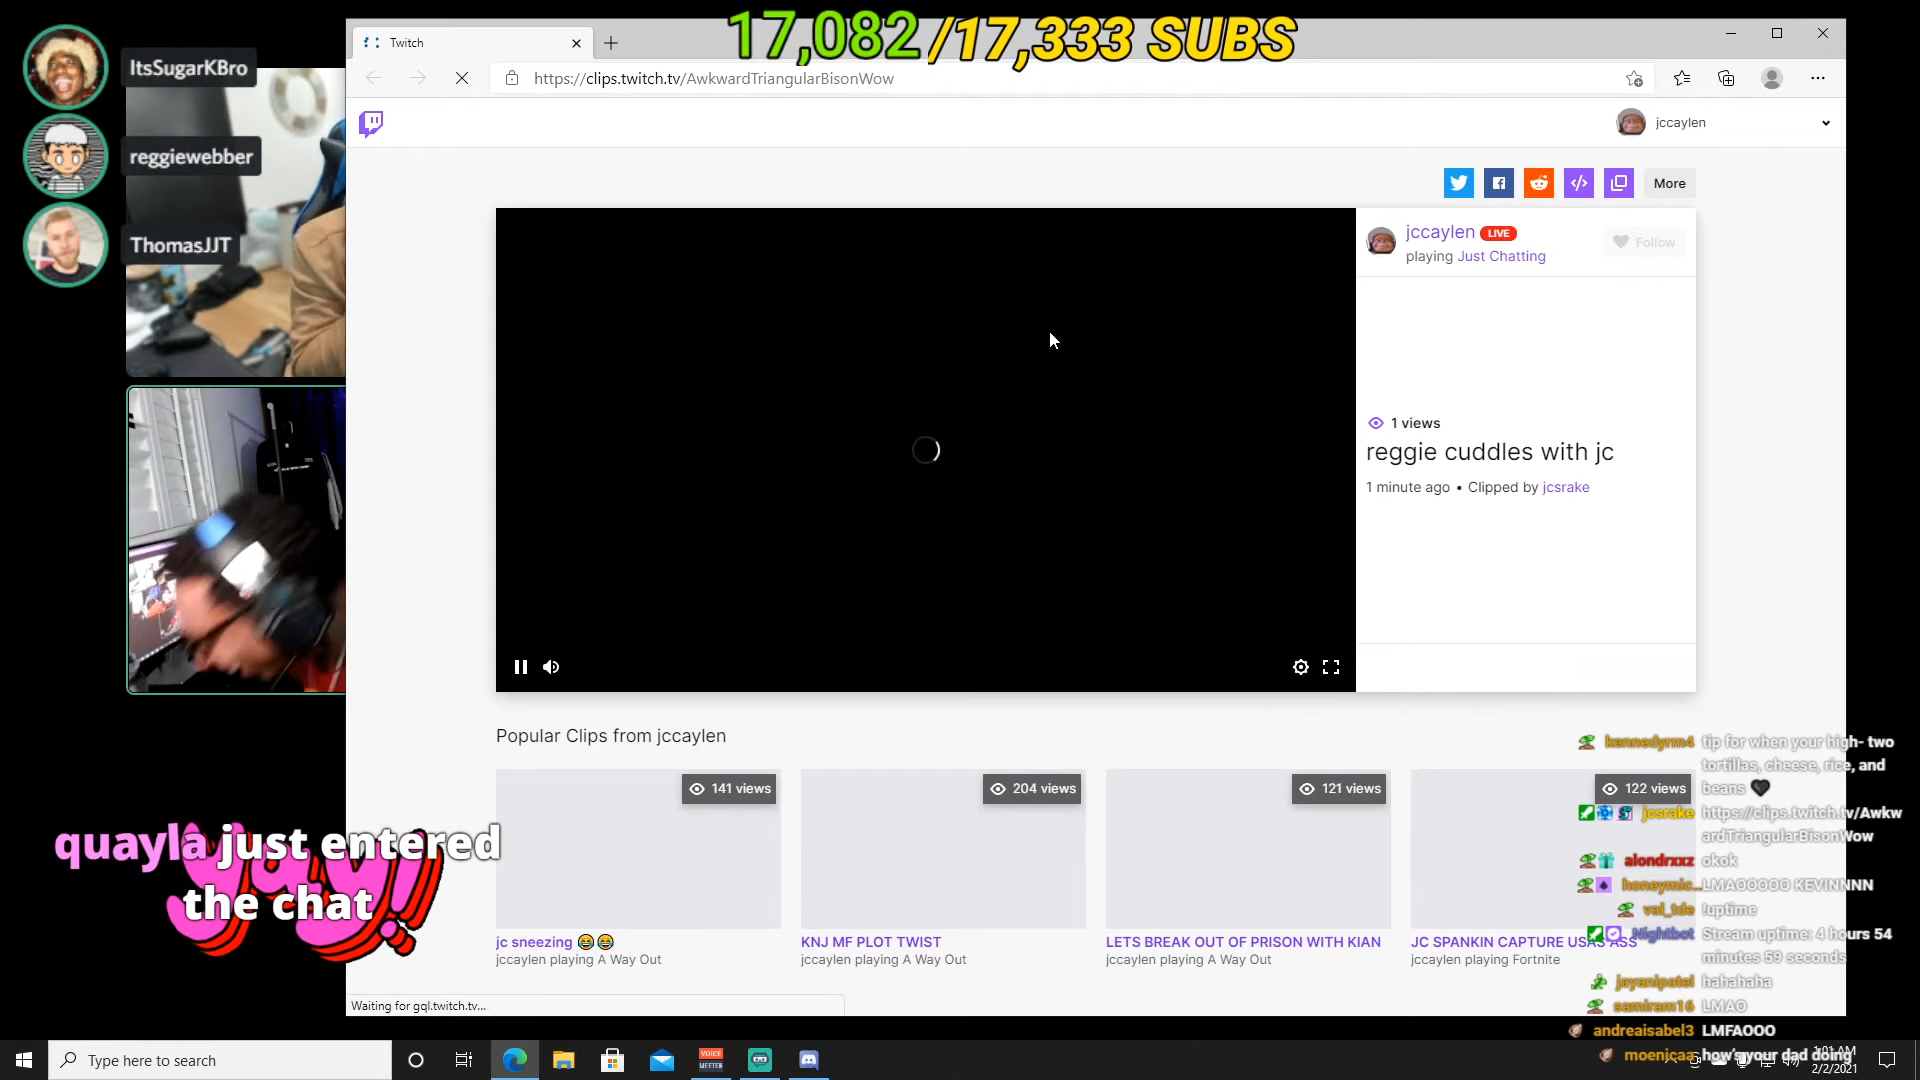 17,082/17,333 SUBS
ItsSugarKBro
reggiewebber
ThomasJJT
Twitch
https://clips.twitch.tv/AwkwardTriangularBisonWow
jccaylen
More
jccaylen LIVE
Follow
playing Just Chatting
1 views
reggie cuddles with jc
1 minute ago • Clipped by jcsrake
Popular Clips from jccaylen
141 views
204 views
121 views
122 views
jc sneezing 😂😂
jccaylen playing A Way Out
KNJ MF PLOT TWIST
jccaylen playing A Way Out
LETS BREAK OUT OF PRISON WITH KIAN
jccaylen playing A Way Out
JC SPANKIN CAPTURE USAS ASS
jccaylen playing Fortnite
kennedyrm4 tip for when your high- two
tortillas, cheese, rice, and
beans 🖤
jcsrake https://clips.twitch.tv/Awkw
ardTriangularBisonWow
alondrxxz okok
honeymic... LMAOOOOO KEVINNNN
val_tde !uptime
Nightbot Stream uptime: 4 hours 54
minutes 59 seconds
jayanipatel hahahaha
samiram16 LMAO
andreaisabel3 LMFAOOO
moenjcaa how's your dad doing
quayla just entered
the chat
yay!
Waiting for gql.twitch.tv...
Type here to search
VOICE
MEETER
1:01 AM
2/2/2021